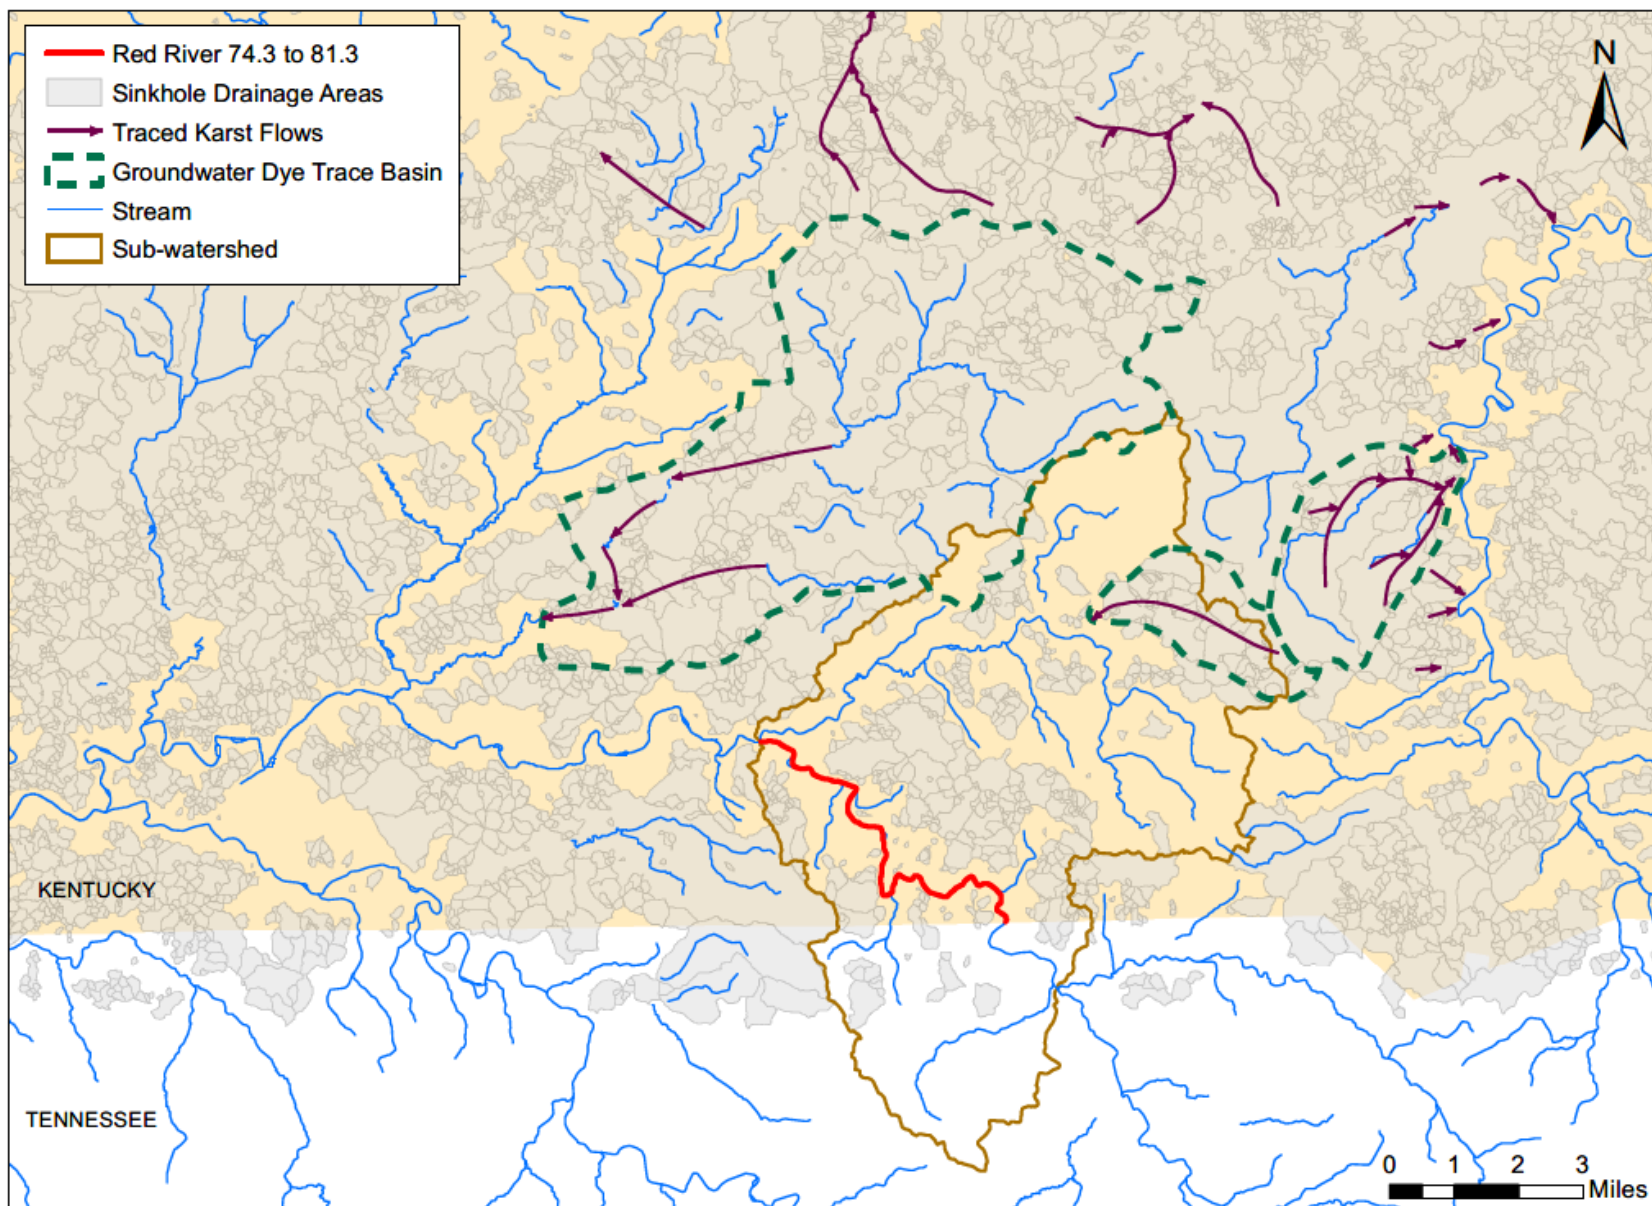 Red River 74.3 to 81.3
Sinkhole Drainage Areas
Traced Karst Flows
Groundwater Dye Trace Basin
Stream
Sub-watershed
N
KENTUCKY
TENNESSEE
0 1 2 3
Miles